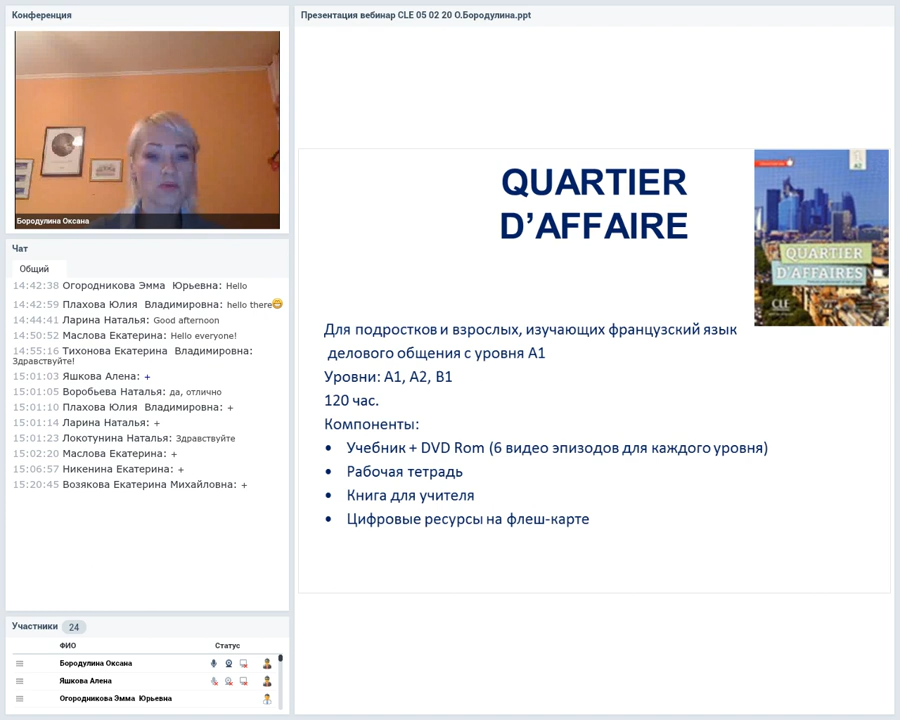 Конференция
Бородулина Оксана
Чат
Общий
14:42:38 Огородникова Эмма Юрьевна: Hello
14:42:59 Плахова Юлия Владимировна: hello there
14:44:41 Ларина Наталья: Good afternoon
14:50:52 Маслова Екатерина: Hello everyone!
14:55:16 Тихонова Екатерина Владимировна:
Здравствуйте!
15:01:03 Яшкова Алена: +
15:01:05 Воробьева Наталья: да, отлично
15:01:10 Плахова Юлия Владимировна: +
15:01:14 Ларина Наталья: +
15:01:23 Локотунина Наталья: Здравствуйте
15:02:20 Маслова Екатерина: +
15:06:57 Никенина Екатерина: +
15:20:45 Возякова Екатерина Михайловна: +
Участники 24
ФИО Статус
Бородулина Оксана
Яшкова Алена
Огородникова Эмма Юрьевна
Презентация вебинар CLE 05 02 20 О.Бородулина.ppt
QUARTIER
D’AFFAIRE
A2
QUARTIER
D'AFFAIRES
CLE
Для подростков и взрослых, изучающих французский язык
делового общения с уровня А1
Уровни: А1, А2, В1
120 час.
Компоненты:
• Учебник + DVD Rom (6 видео эпизодов для каждого уровня)
• Рабочая тетрадь
• Книга для учителя
• Цифровые ресурсы на флеш-карте